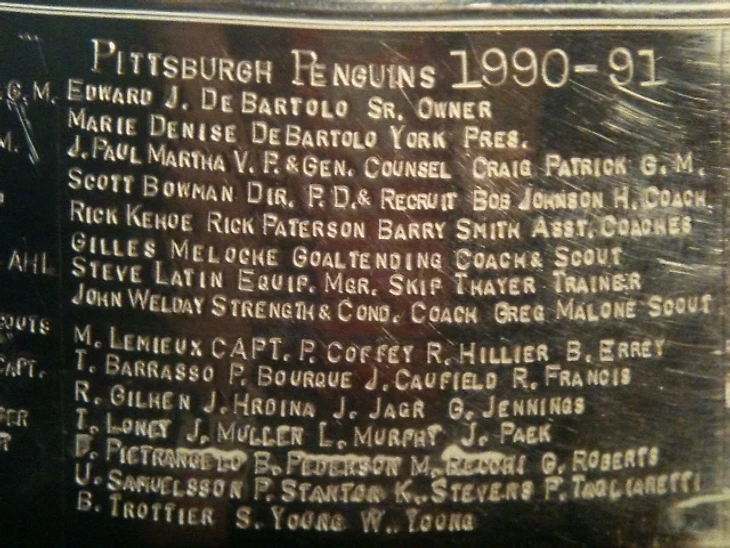 PITTSBURGH PENGUINS 1990-91
G.M. EDWARD J. DEBARTOLO SR. OWNER
MARIE DENISE DEBARTOLO YORK PRES.
M. J. PAUL MARTHA V. P. & GEN. COUNSEL CRAIG PATRICK G. M.
SCOTT BOWMAN DIR. P. D. & RECRUIT BOB JOHNSON H. COACH
RICK KEHOE RICK PATERSON BARRY SMITH ASST. COACHES
GILLES MELOCHE GOALTENDING COACH & SCOUT
AHL STEVE LATIN EQUIP. MGR. SKIP THAYER TRAINER
JOHN WELDAY STRENGTH & COND. COACH GREG MALONE SCOUT
M. LEMIEUX CAPT. P. COFFEY R. HILLIER B. ERREY
T. BARRASSO P. BOURQUE J. CAUFIELD R. FRANCIS
R. GILHEN J. HRDINA J. JAGR G. JENNINGS
T. LONEY J. MULLEN L. MURPHY J. PAEK
PIETRANGELO B. PEDERSON M. RECCHI G. ROBERTS
U. SAMUELSSON P. STANTON K. STEVENS P. TAGLIARETTI
B. TROTTIER S. YOUNG W. YOUNG